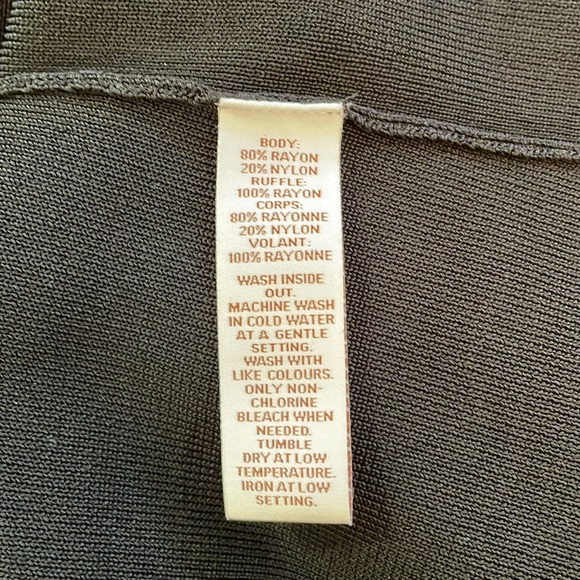 BODY:
80% RAYON
20% NYLON
RUFFLE:
100% RAYON
CORPS:
80% RAYONNE
20% NYLON
VOLANT:
100% RAYONNE
WASH INSIDE
OUT.
MACHINE WASH
IN COLD WATER
AT A GENTLE
SETTING.
WASH WITH
LIKE COLOURS.
ONLY NON-
CHLORINE
BLEACH WHEN
NEEDED.
TUMBLE
DRY AT LOW
TEMPERATURE.
IRON AT LOW
SETTING.